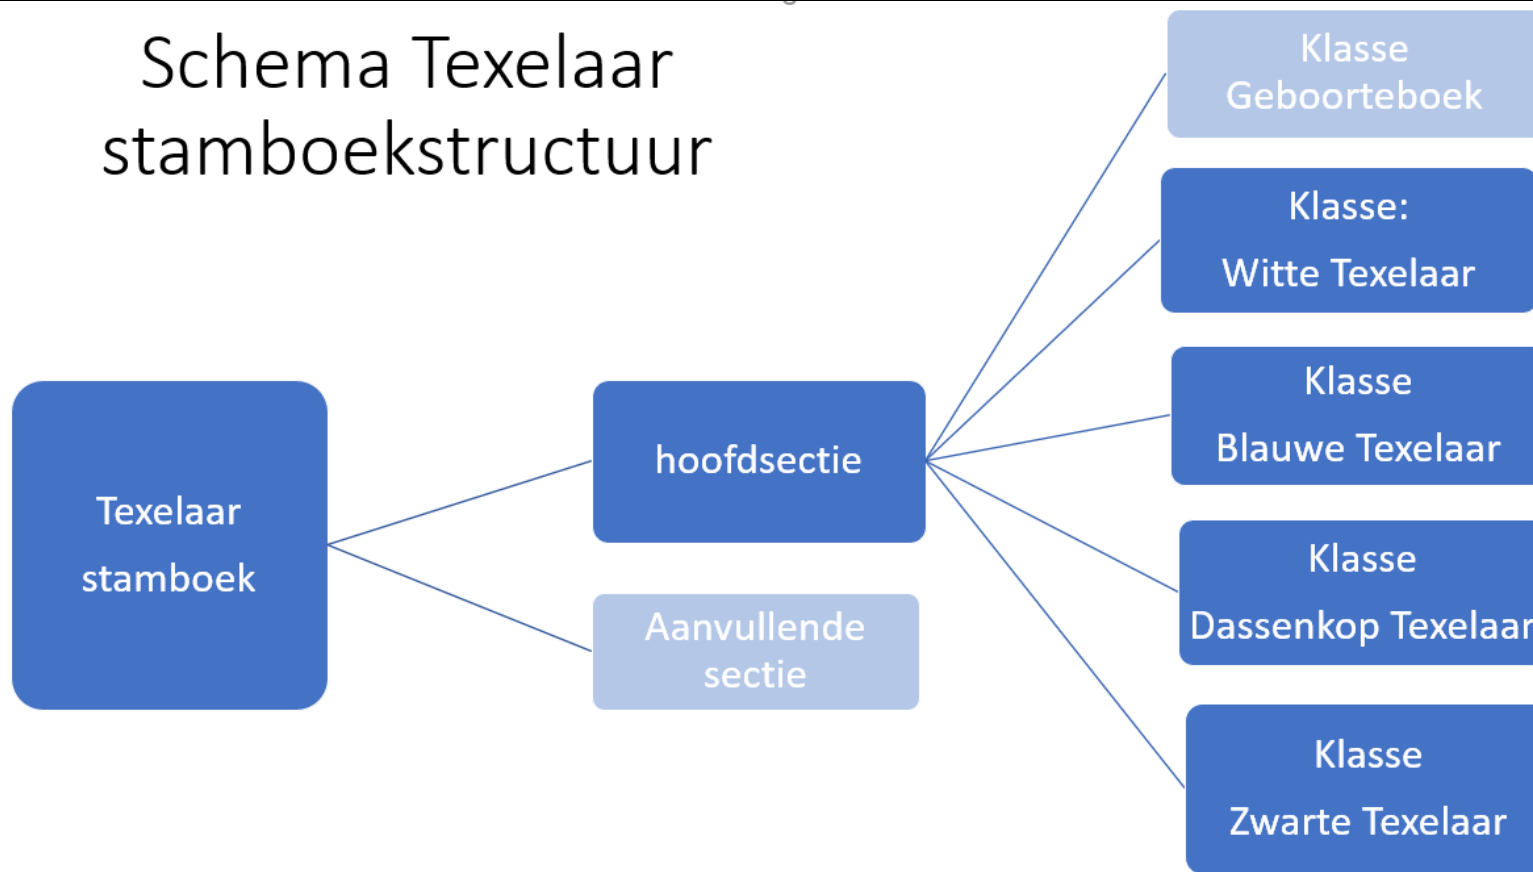 Schema Texelaar
stamboekstructuur
Texelaar
stamboek
hoofdsectie
Aanvullende
sectie
Klasse
Geboorteboek
Klasse:
Witte Texelaar
Klasse
Blauwe Texelaar
Klasse
Dassenkop Texelaar
Klasse
Zwarte Texelaar